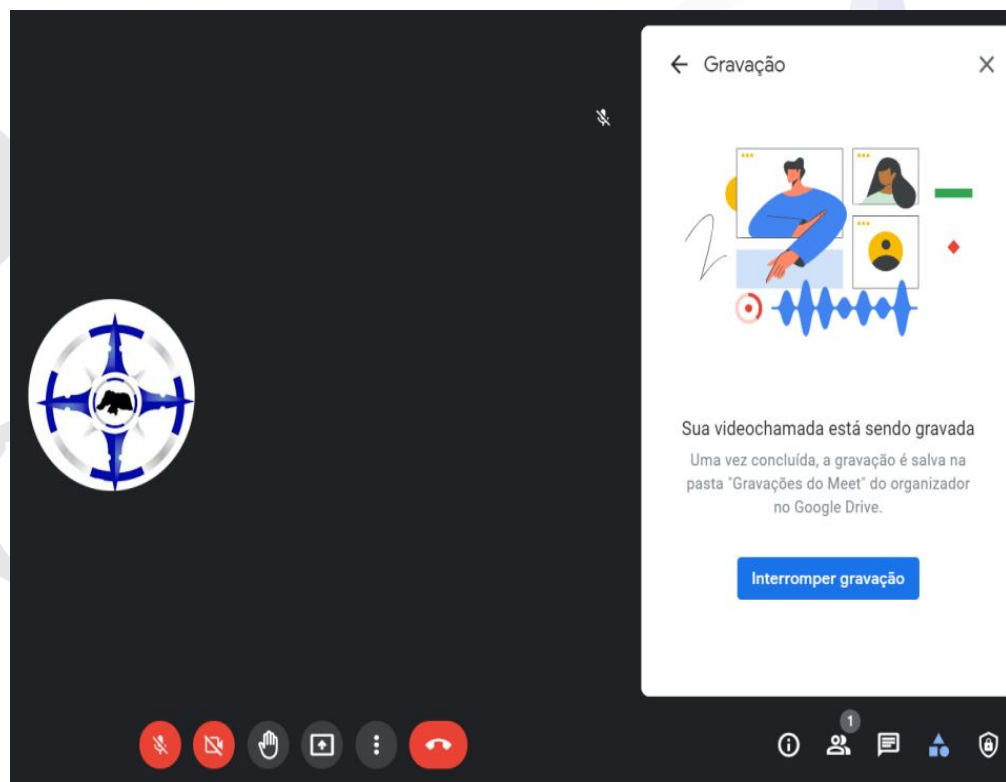 Gravação
Sua videochamada está sendo gravada
Uma vez concluída, a gravação é salva na
pasta "Gravações do Meet" do organizador
no Google Drive.
Interromper gravação
1